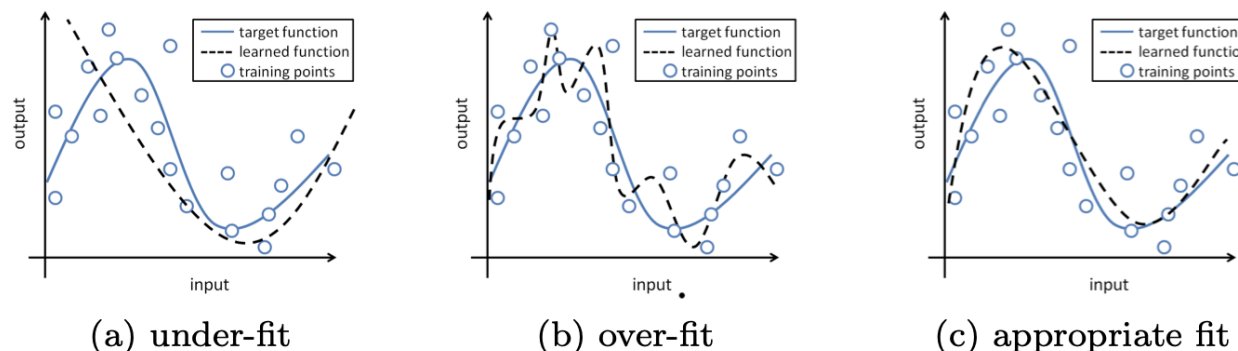 target function
learned function
training points
output
input
(a) under-fit
target function
learned function
training points
output
input
(b) over-fit
target function
learned function
training points
output
input
(c) appropriate fit